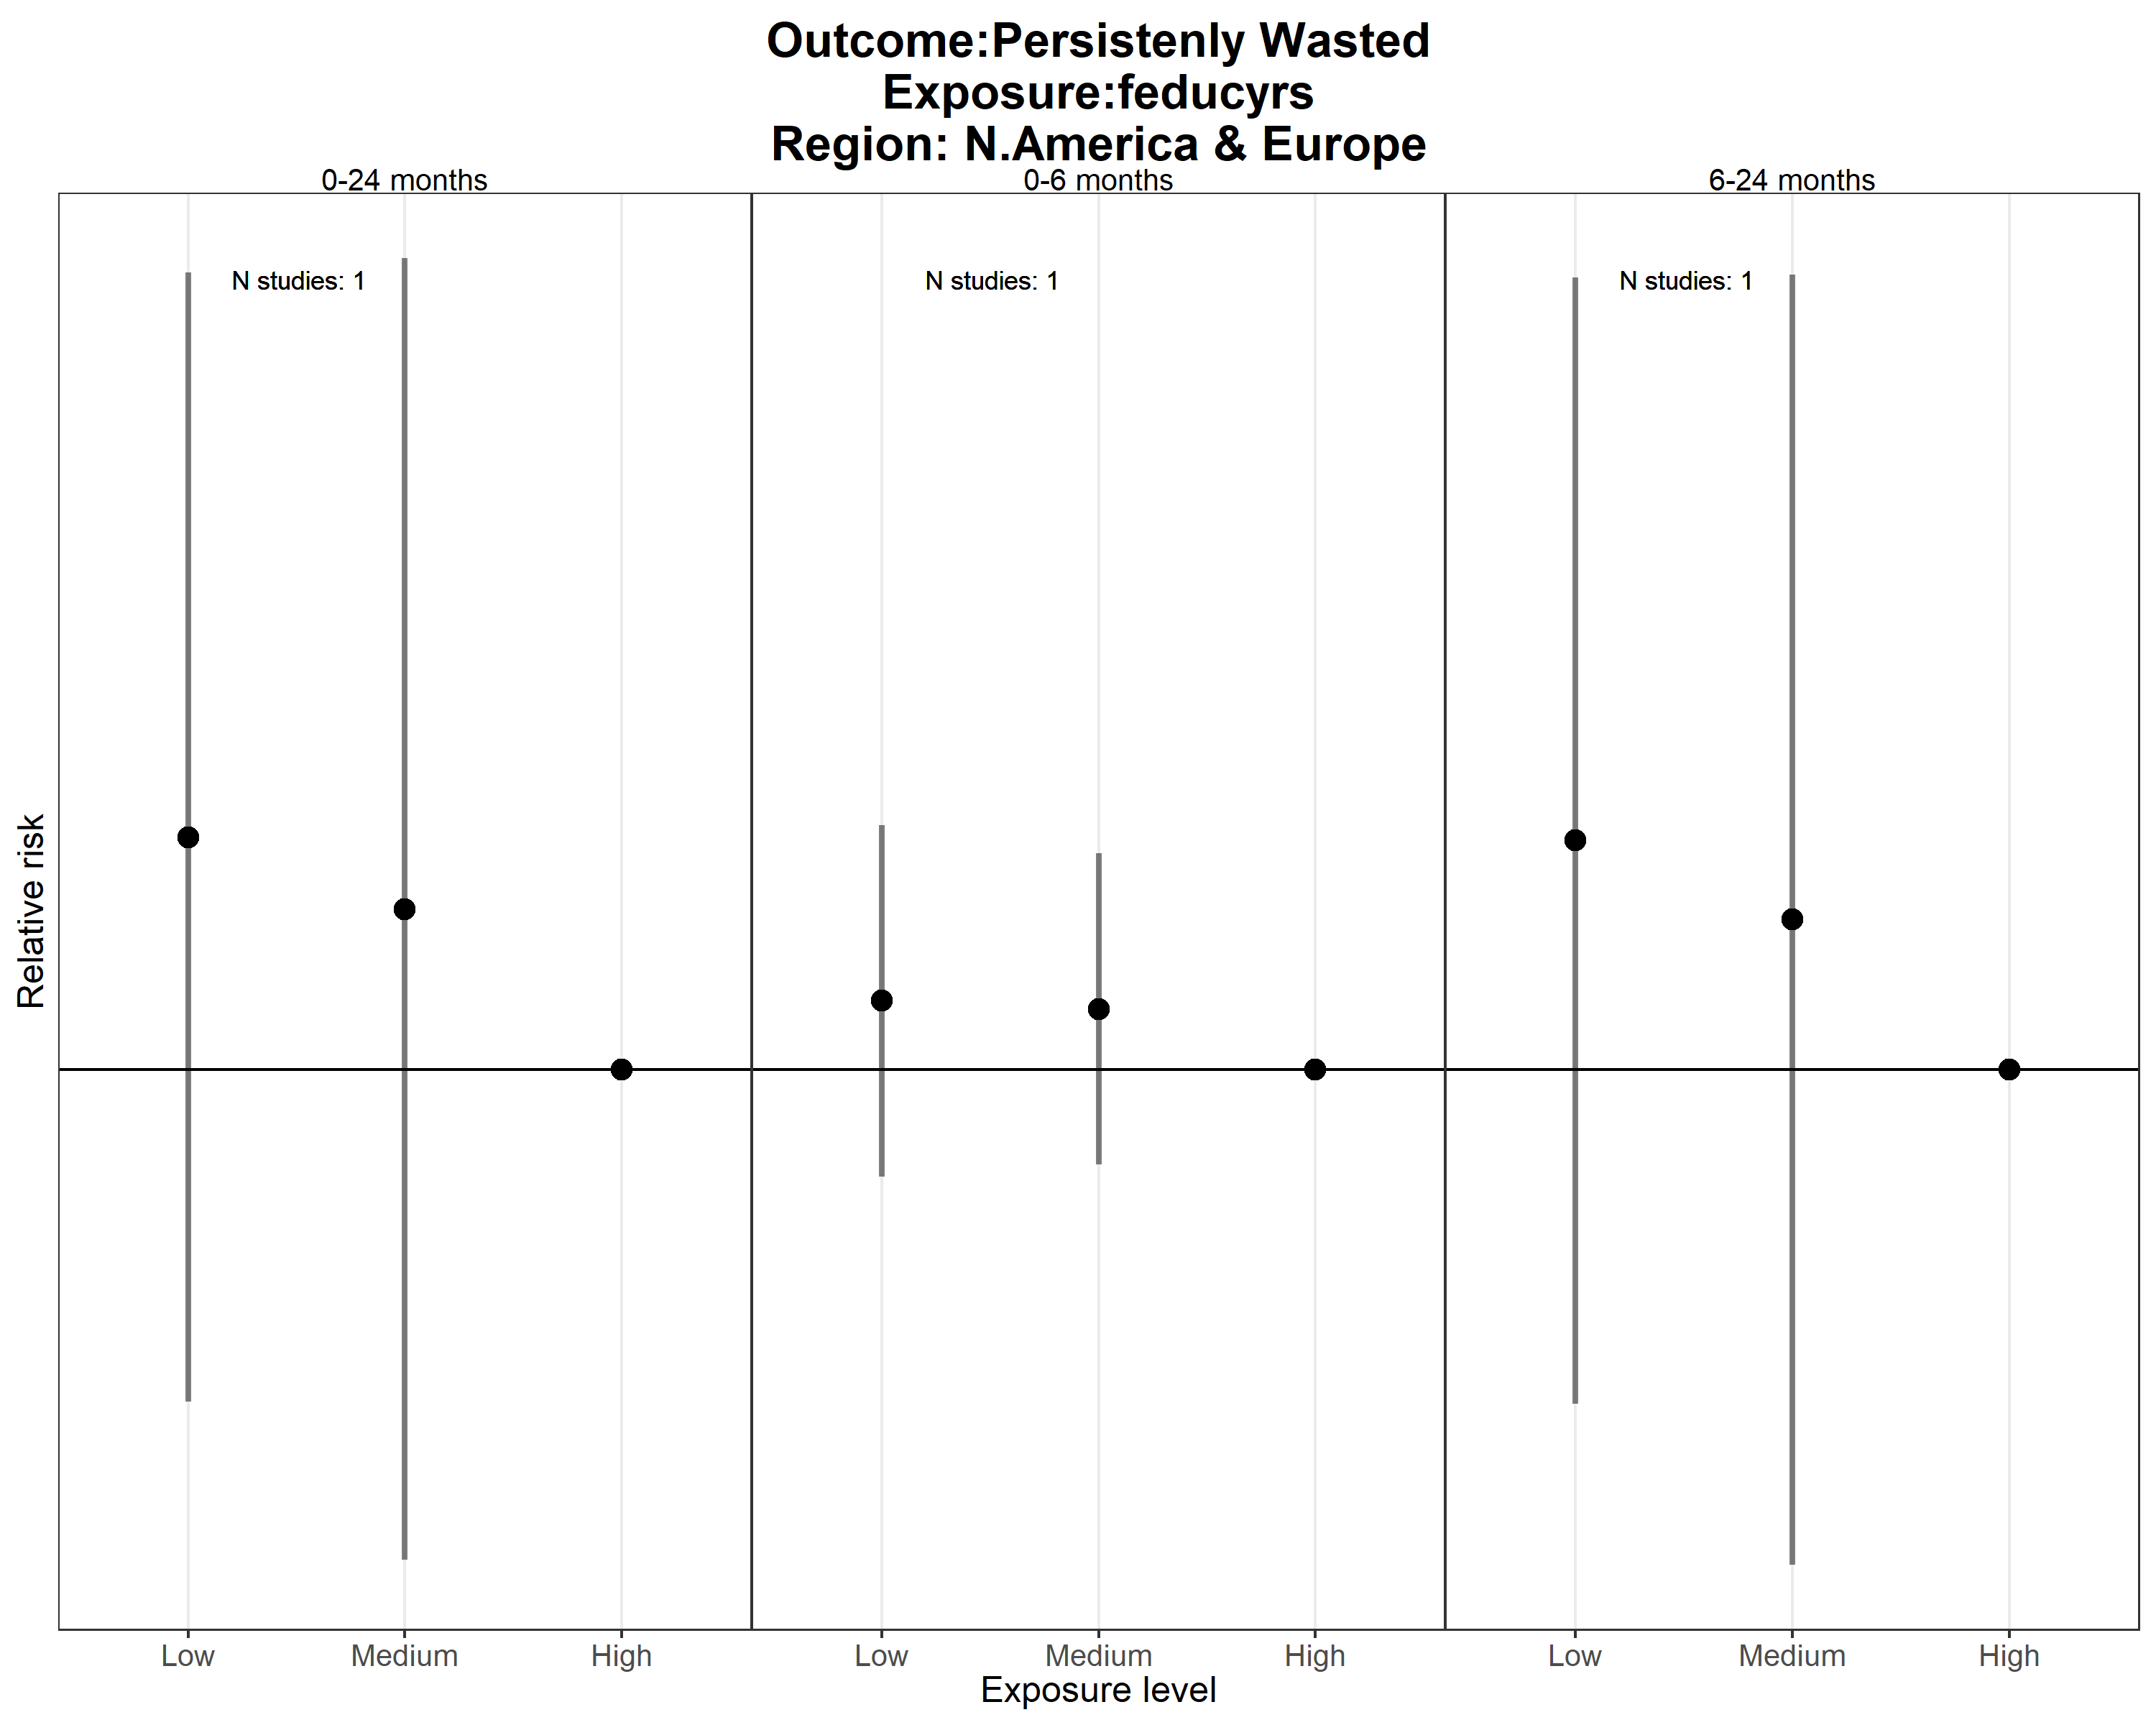 Outcome:Persistenly Wasted
Exposure:feducyrs
Region: N.America & Europe
0-24 months
0-6 months
6-24 months
N studies: 1
N studies: 1
N studies: 1
Relative risk
Low
Medium
High
Low
Medium
High
Low
Medium
High
Exposure level